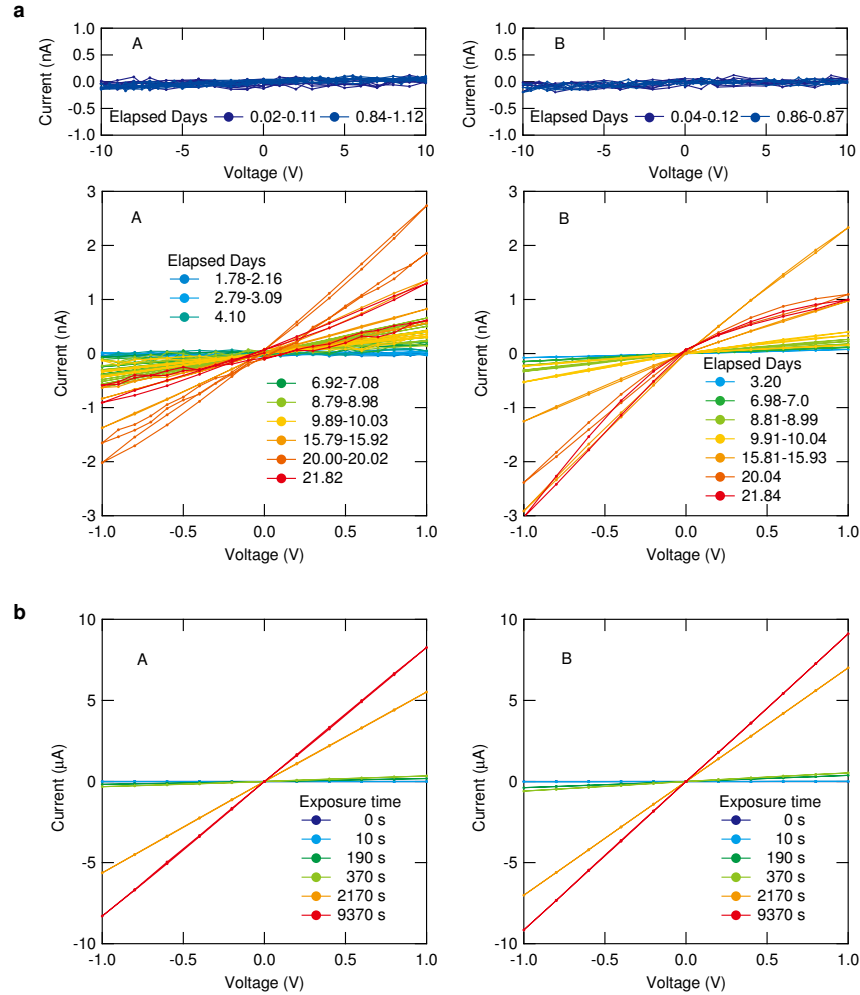 a
1.0
0.5
0.0
-0.5
-1.0
Current (nA)
A
Elapsed Days 0.02-0.11 0.84-1.12
-10 -5 0 5 10
Voltage (V)
1.0
0.5
0.0
-0.5
-1.0
Current (nA)
B
Elapsed Days 0.04-0.12 0.86-0.87
-10 -5 0 5 10
Voltage (V)
3
2
1
0
-1
-2
-3
Current (nA)
A
Elapsed Days
1.78-2.16
2.79-3.09
4.10
6.92-7.08
8.79-8.98
9.89-10.03
15.79-15.92
20.00-20.02
21.82
-1.0 -0.5 0.0 0.5 1.0
Voltage (V)
3
2
1
0
-1
-2
-3
Current (nA)
B
Elapsed Days
3.20
6.98-7.0
8.81-8.99
9.91-10.04
15.81-15.93
20.04
21.84
-1.0 -0.5 0.0 0.5 1.0
Voltage (V)
b
10
5
0
-5
-10
Current (µA)
A
Exposure time
0 s
10 s
190 s
370 s
2170 s
9370 s
-1.0 -0.5 0.0 0.5 1.0
Voltage (V)
10
5
0
-5
-10
Current (µA)
B
Exposure time
0 s
10 s
190 s
370 s
2170 s
9370 s
-1.0 -0.5 0.0 0.5 1.0
Voltage (V)